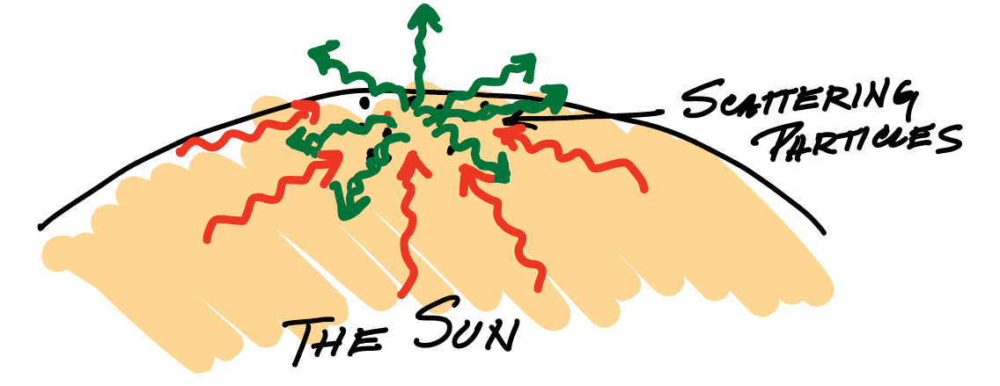 SCATTERING
PARTICLES
THE SUN